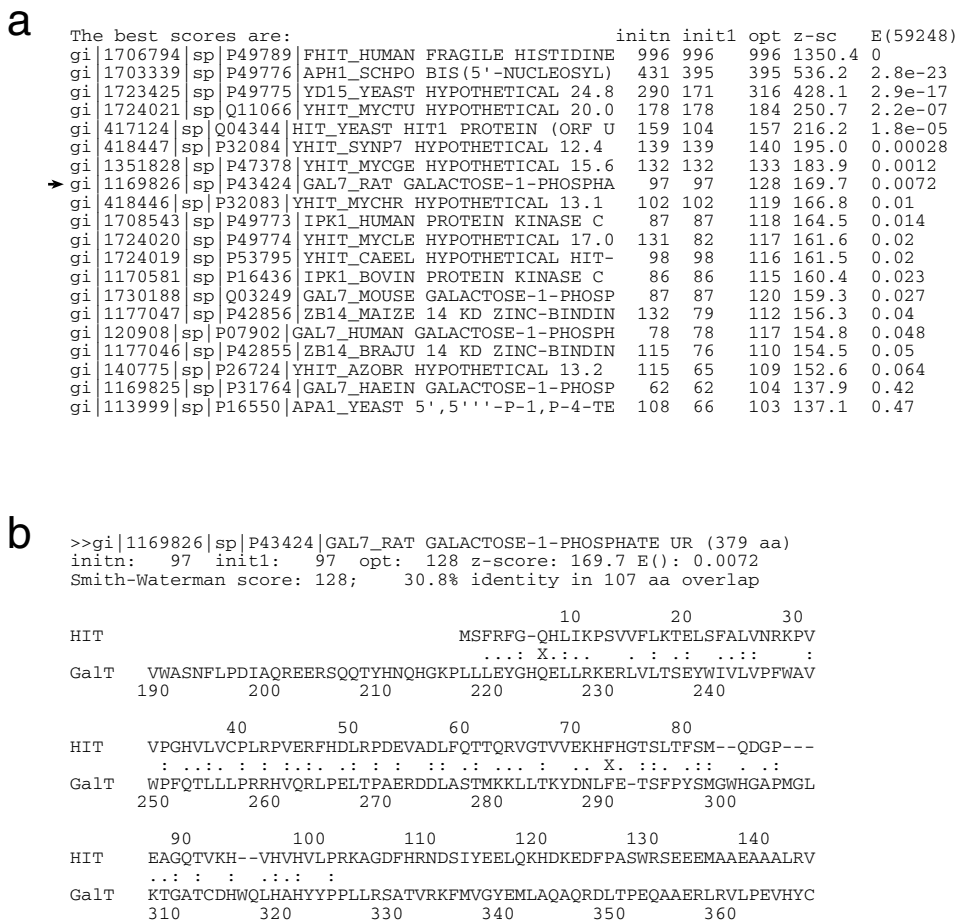 a
The best scores are: initn init1 opt z-sc E(59248)
gi|1706794|sp|P49789|FHIT_HUMAN FRAGILE HISTIDINE 996 996 996 1350.4 0
gi|1703339|sp|P49776|APH1_SCHPO BIS(5'-NUCLEOSYL) 431 395 395 536.2 2.8e-23
gi|1723425|sp|P49775|YD15_YEAST HYPOTHETICAL 24.8 290 171 316 428.1 2.9e-17
gi|1724021|sp|Q11066|YHIT_MYCTU HYPOTHETICAL 20.0 178 178 184 250.7 2.2e-07
gi|417124|sp|Q04344|HIT_YEAST HIT1 PROTEIN (ORF U 159 104 157 216.2 1.8e-05
gi|418447|sp|P32084|YHIT_SYNP7 HYPOTHETICAL 12.4 139 139 140 195.0 0.00028
gi|1351828|sp|P47378|YHIT_MYCGE HYPOTHETICAL 15.6 132 132 133 183.9 0.0012
gi|1169826|sp|P43424|GAL7_RAT GALACTOSE-1-PHOSPHA 97 97 128 169.7 0.0072
gi|418446|sp|P32083|YHIT_MYCHR HYPOTHETICAL 13.1 102 102 119 166.8 0.01
gi|1708543|sp|P49773|IPK1_HUMAN PROTEIN KINASE C 87 87 118 164.5 0.014
gi|1724020|sp|P49774|YHIT_MYCLE HYPOTHETICAL 17.0 131 82 117 161.6 0.02
gi|1724019|sp|P53795|YHIT_CAEEL HYPOTHETICAL HIT- 98 98 116 161.5 0.02
gi|1170581|sp|P16436|IPK1_BOVIN PROTEIN KINASE C 86 86 115 160.4 0.023
gi|1730188|sp|Q03249|GAL7_MOUSE GALACTOSE-1-PHOSP 87 87 120 159.3 0.027
gi|1177047|sp|P42856|ZB14_MAIZE 14 KD ZINC-BINDIN 132 79 112 156.3 0.04
gi|120908|sp|P07902|GAL7_HUMAN GALACTOSE-1-PHOSPH 78 78 117 154.8 0.048
gi|1177046|sp|P42855|ZB14_BRAJU 14 KD ZINC-BINDIN 115 76 110 154.5 0.05
gi|140775|sp|P26724|YHIT_AZOBR HYPOTHETICAL 13.2 115 65 109 152.6 0.064
gi|1169825|sp|P31764|GAL7_HAEIN GALACTOSE-1-PHOSP 62 62 104 137.9 0.42
gi|113999|sp|P16550|APA1_YEAST 5',5'''-P-1,P-4-TE 108 66 103 137.1 0.47
b
>>gi|1169826|sp|P43424|GAL7_RAT GALACTOSE-1-PHOSPHATE UR (379 aa)
initn: 97 init1: 97 opt: 128 z-score: 169.7 E(): 0.0072
Smith-Waterman score: 128; 30.8% identity in 107 aa overlap
10 20 30
HIT MSFRFG-QHLIKPSVVFLKTELSFALVNRKPV
...: X.:: . : .: .. .:: :
GalT VWASNFLPDIAQREERSQQTYHNQHGKPLLLEYGHQELLRKERLVLTSEYWIVLVPFWAV
190 200 210 220 230 240
40 50 60 70 80
HIT VPGHVLVCPLRPVERFHDLRPDEVADLFQTTQRVGTVVEKHFHGTSLTFSM--QDGP---
: .. .: .: : .: .: : :: . .: .. . : X. .:: .:: . :
GalT WPFQTLLLPRRHVQRLPELTPAERDDLASTMKKLLTKYDNLFE-TSFPYSMGWHGAPMGL
250 260 270 280 290 300
90 100 110 120 130 140
HIT EAGQTVKH--VHVHVLPRKAGDFHRNDSIYEELQKHDKEDFPASWRSEEEMAAEAAALRV
..: : : : : . :
GalT KTGATCDHWQLHAHYYPPLLRSATVRKFMVGYEMLAQAQRDLTPEQAAERLRVLPEVHYC
310 320 330 340 350 360